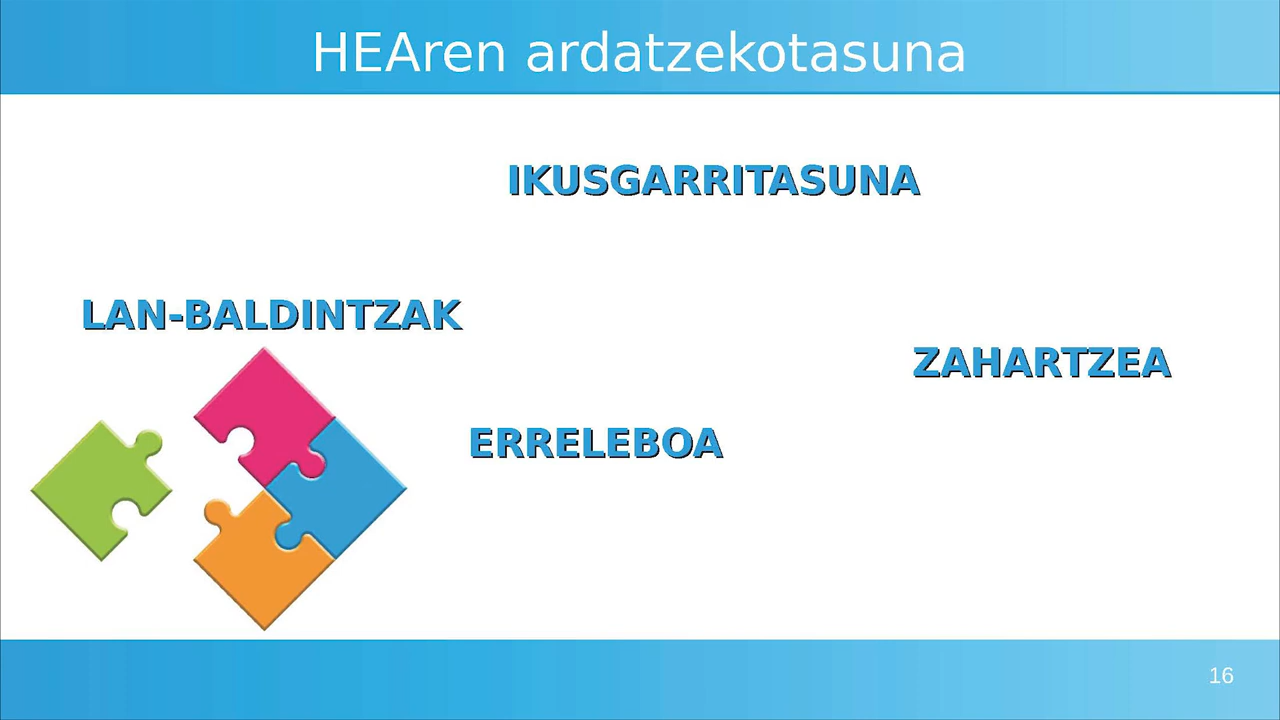 HEAren ardatzekotasuna
IKUSGARRITASUNA
LAN-BALDINTZAK
ZAHARTZEA
ERRELEBOA
16